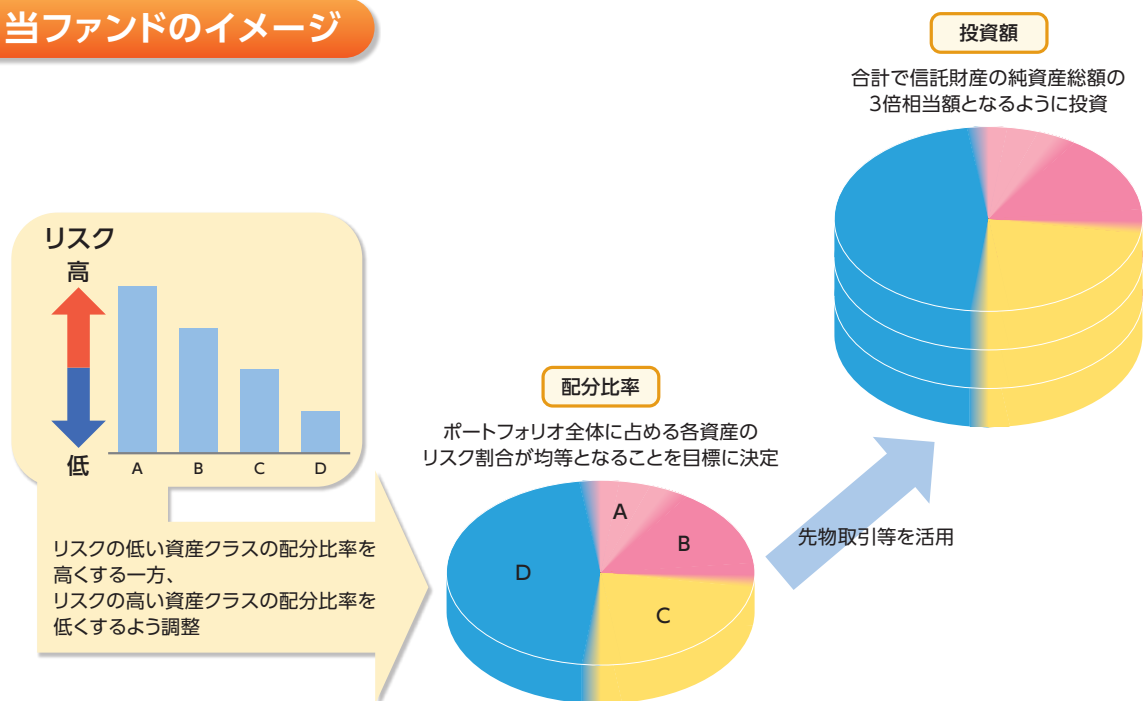 当ファンドのイメージ
投資額
合計で信託財産の純資産総額の
3倍相当額となるように投資
リスク
高
低
A B C D
配分比率
ポートフォリオ全体に占める各資産の
リスク割合が均等となることを目標に決定
リスクの低い資産クラスの配分比率を
高くする一方、
リスクの高い資産クラスの配分比率を
低くするよう調整
A
B
C
D
先物取引等を活用